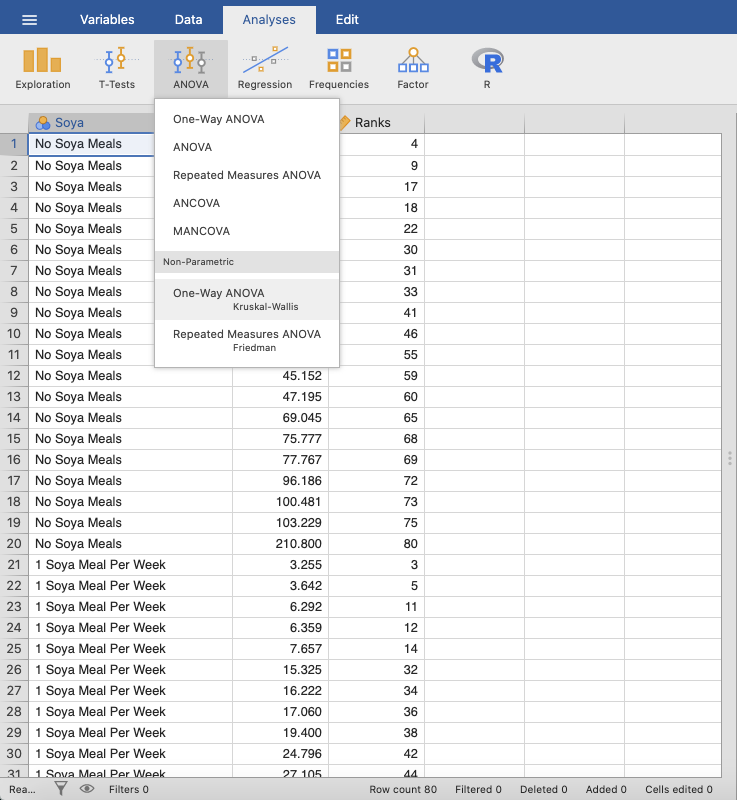 Variables Data Analyses Edit
Exploration T-Tests ANOVA Regression Frequencies Factor R
Soya Ranks
One-Way ANOVA
ANOVA
Repeated Measures ANOVA
ANCOVA
MANCOVA
Non-Parametric
One-Way ANOVA
Kruskal-Wallis
Repeated Measures ANOVA
Friedman
1 No Soya Meals 4
2 No Soya Meals 9
3 No Soya Meals 17
4 No Soya Meals 18
5 No Soya Meals 22
6 No Soya Meals 30
7 No Soya Meals 31
8 No Soya Meals 33
9 No Soya Meals 41
10 No Soya Meals 46
11 No Soya Meals 55
12 No Soya Meals 45.152 59
13 No Soya Meals 47.195 60
14 No Soya Meals 69.045 65
15 No Soya Meals 75.777 68
16 No Soya Meals 77.767 69
17 No Soya Meals 96.186 72
18 No Soya Meals 100.481 73
19 No Soya Meals 103.229 75
20 No Soya Meals 210.800 80
21 1 Soya Meal Per Week 3.255 3
22 1 Soya Meal Per Week 3.642 5
23 1 Soya Meal Per Week 6.292 11
24 1 Soya Meal Per Week 6.359 12
25 1 Soya Meal Per Week 7.657 14
26 1 Soya Meal Per Week 15.325 32
27 1 Soya Meal Per Week 16.222 34
28 1 Soya Meal Per Week 17.060 36
29 1 Soya Meal Per Week 19.400 38
30 1 Soya Meal Per Week 24.796 42
31 1 Soya Meal Per Week 27.105 44
Rea... Filters 0 Row count 80 Filtered 0 Deleted 0 Added 0 Cells edited 0